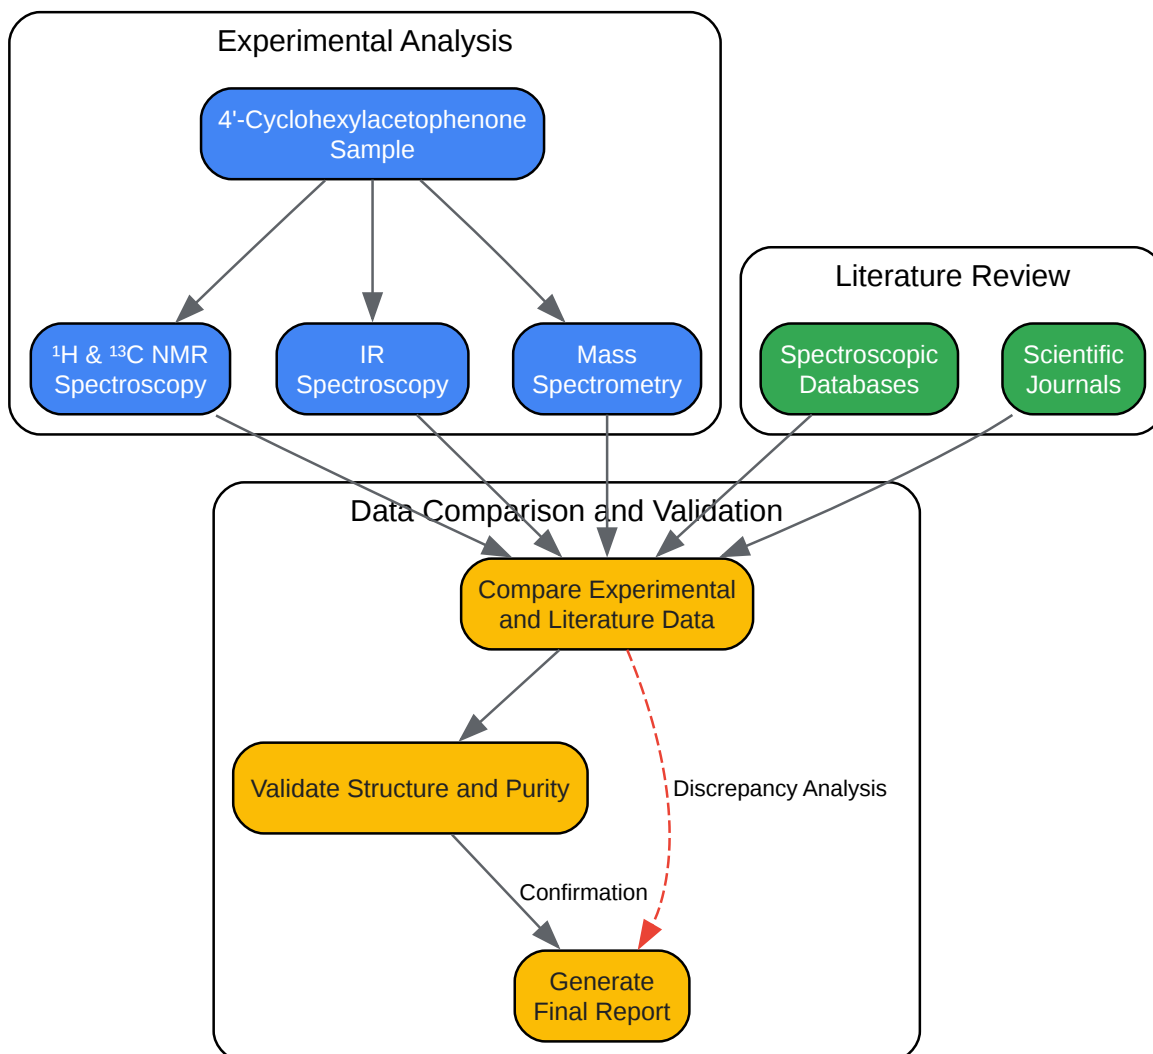 Experimental Analysis
4'-Cyclohexylacetophenone
Sample
Literature Review
¹H & ¹³C NMR
Spectroscopy
IR
Spectroscopy
Mass
Spectrometry
Spectroscopic
Databases
Scientific
Journals
Data Comparison and Validation
Compare Experimental
and Literature Data
Validate Structure and Purity
Discrepancy Analysis
Confirmation
Generate
Final Report